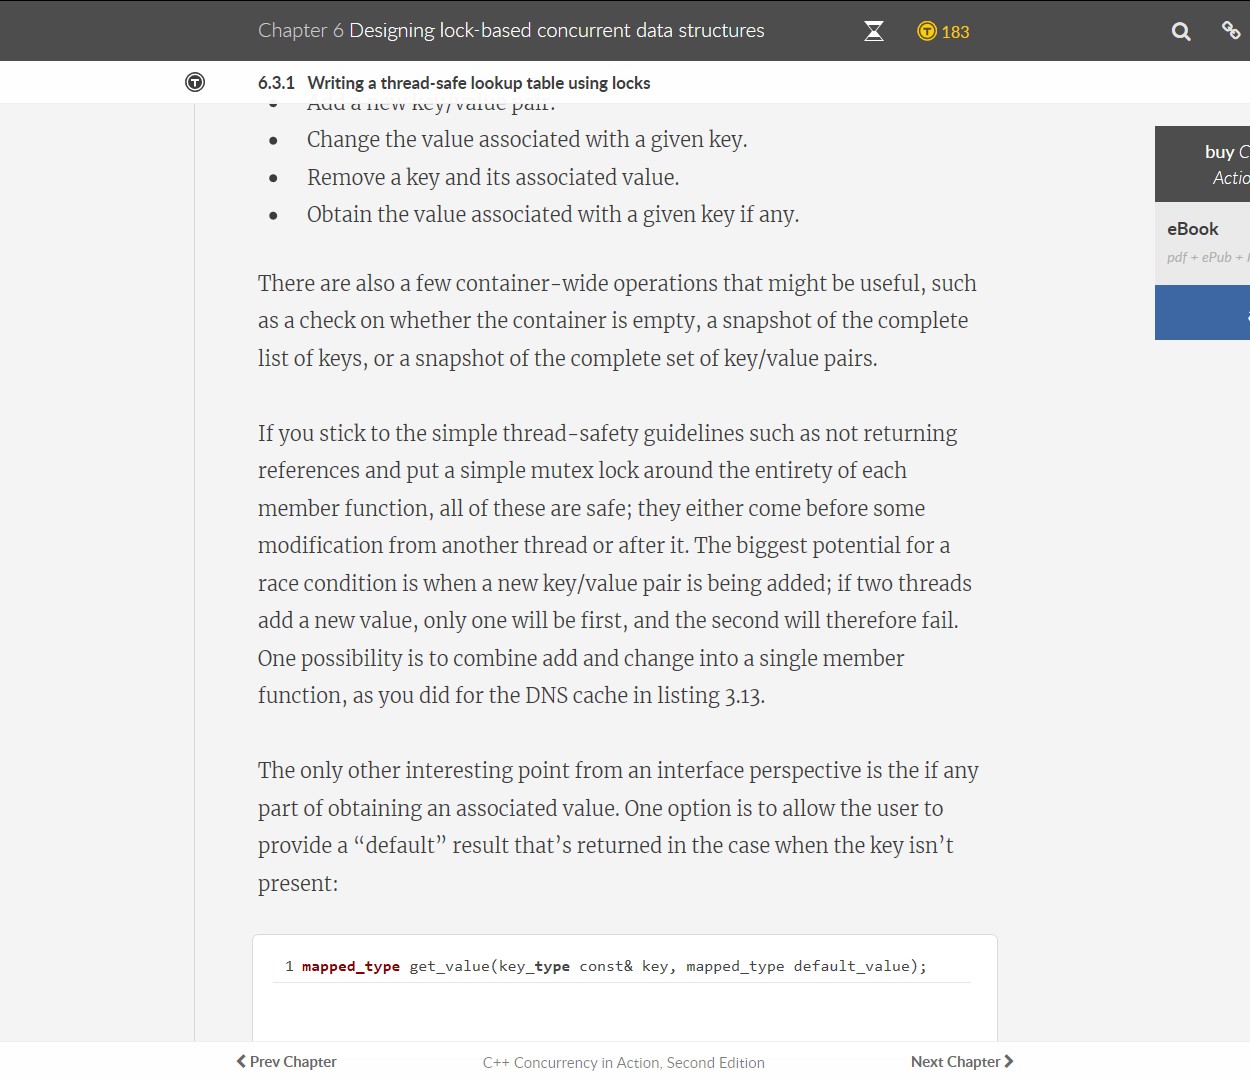 Chapter 6 Designing lock-based concurrent data structures
183
6.3.1 Writing a thread-safe lookup table using locks
Add a new key/value pair.
• Change the value associated with a given key.
• Remove a key and its associated value.
• Obtain the value associated with a given key if any.
buy
Actio
eBook
pdf + ePub +
There are also a few container-wide operations that might be useful, such
as a check on whether the container is empty, a snapshot of the complete
list of keys, or a snapshot of the complete set of key/value pairs.
If you stick to the simple thread-safety guidelines such as not returning
references and put a simple mutex lock around the entirety of each
member function, all of these are safe; they either come before some
modification from another thread or after it. The biggest potential for a
race condition is when a new key/value pair is being added; if two threads
add a new value, only one will be first, and the second will therefore fail.
One possibility is to combine add and change into a single member
function, as you did for the DNS cache in listing 3.13.
The only other interesting point from an interface perspective is the if any
part of obtaining an associated value. One option is to allow the user to
provide a “default” result that’s returned in the case when the key isn’t
present:
1 mapped_type get_value(key_type const& key, mapped_type default_value);
Prev Chapter
C++ Concurrency in Action, Second Edition
Next Chapter